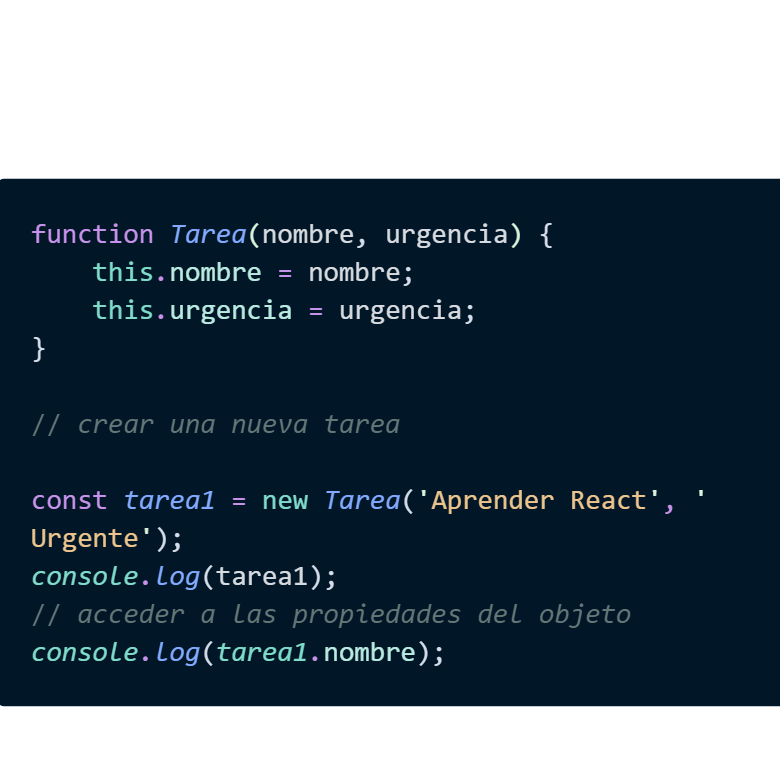 function Tarea(nombre, urgencia) {
    this.nombre = nombre;
    this.urgencia = urgencia;
}
// crear una nueva tarea
const tarea1 = new Tarea('Aprender React', '
Urgente');
console.log(tarea1);
// acceder a las propiedades del objeto
console.log(tarea1.nombre);